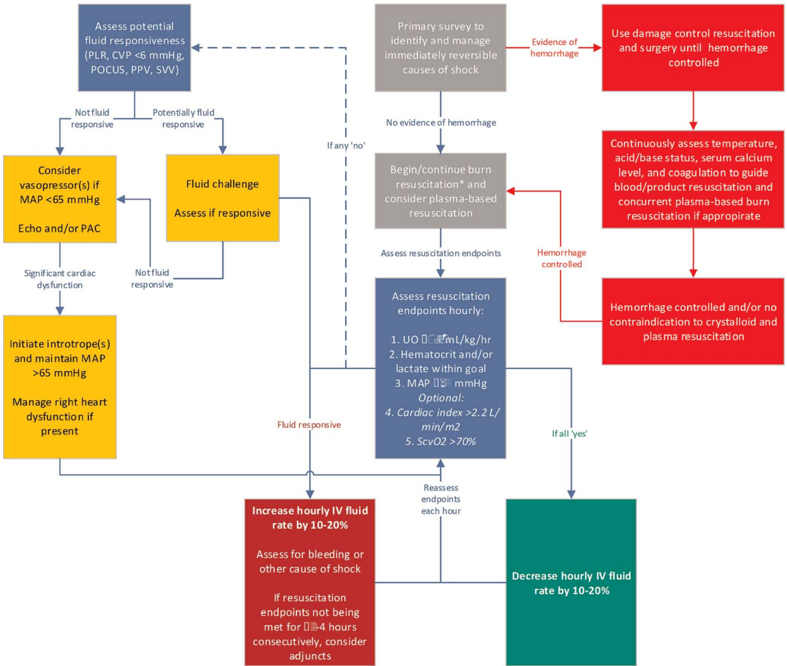 Assess potential
fluid responsiveness
(PLR, CVP <6 mmHg,
POCUS, PPV, SVV)
Primary survey to
identify and manage
immediately reversible
causes of shock
Evidence of
hemorrhage
Use damage control resuscitation
and surgery until hemorrhage
controlled
Not fluid
responsive
Potentially fluid
responsive
If any 'no'
No evidence of hemorrhage
Consider
vasopressor(s) if
MAP <65 mmHg
Echo and/or PAC
Fluid challenge
Assess if responsive
Begin/continue burn
resuscitation* and
consider plasma-based
resuscitation
Continuously assess temperature,
acid/base status, serum calcium
level, and coagulation to guide
blood/product resuscitation and
concurrent plasma-based burn
resuscitation if appropirate
Significant cardiac
dysfunction
Not fluid
responsive
Assess resuscitation endpoints
Hemorrhage
controlled
Initiate introtrope(s)
and maintain MAP
>65 mmHg
Manage right heart
dysfunction if
present
Assess resuscitation
endpoints hourly:
1. UO mL/kg/hr
2. Hematocrit and/or
lactate within goal
3. MAP mmHg
Optional:
4. Cardiac index >2.2 L/
min/m2
5. ScvO2 >70%
Hemorrhage controlled and/or no
contraindication to crystalloid and
plasma resuscitation
Fluid responsive
If all 'yes'
Reassess
endpoints
each hour
Increase hourly IV fluid
rate by 10-20%
Assess for bleeding or
other cause of shock
If resuscitation
endpoints not being
met for -4 hours
consecutively, consider
adjuncts
Decrease hourly IV fluid
rate by 10-20%